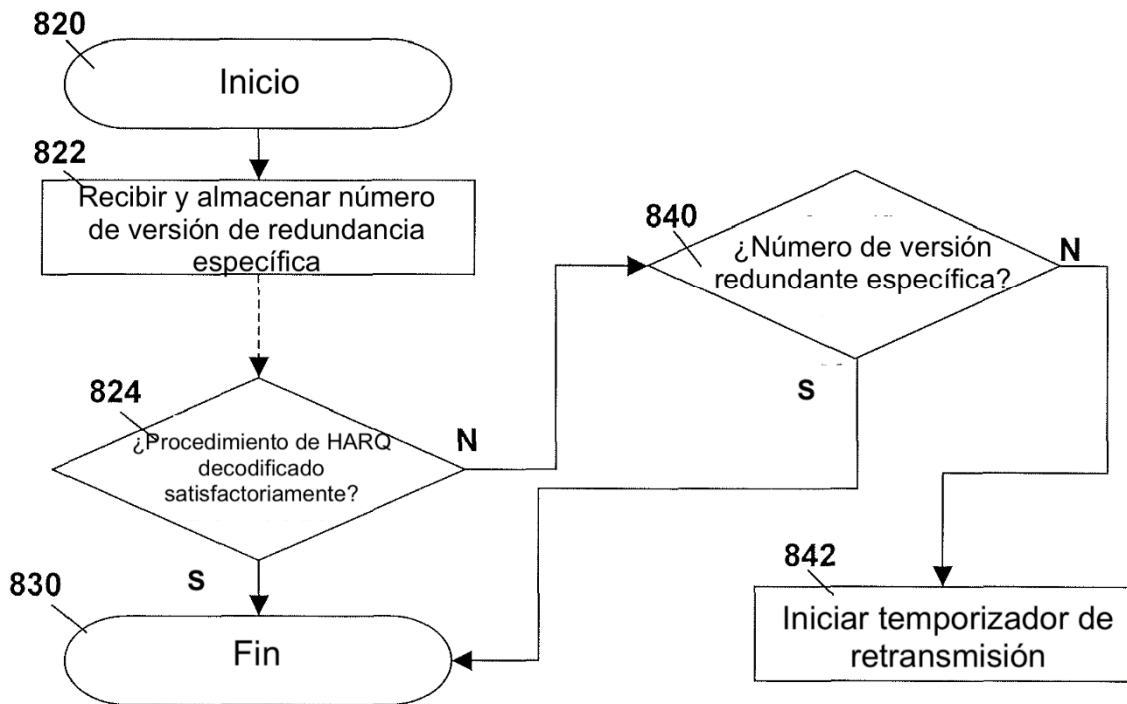 820
Inicio
822
Recibir y almacenar número
de versión de redundancia
específica
824
¿Procedimiento de HARQ
decodificado
satisfactoriamente?
N
S
830
Fin
840
¿Número de versión
redundante específica?
N
S
842
Iniciar temporizador de
retransmisión